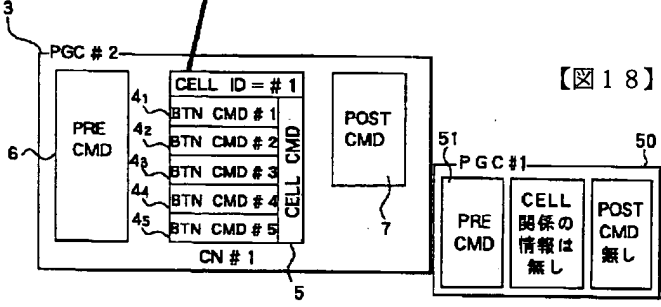 3
PGC # 2
【図１８】
CELL ID = # 1
PRE
CMD
6
4₁
BTN CMD # 1
4₂
BTN CMD # 2
4₃
BTN CMD # 3
4₄
BTN CMD # 4
4₅
BTN CMD # 5
CELL CMD
CN # 1
5
POST
CMD
7
PGC #1
50
51
PRE
CMD
CELL
関係の
情報は
無し
POST
CMD
無し